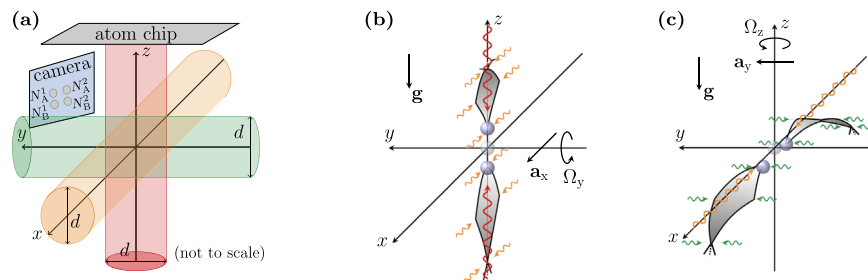 (a)
atom chip
z
camera
N_A^1 N_A^2
N_B^1 N_B^2
y
d
x
d
d
(not to scale)
(b)
z
g
y
a_x
Ω_y
x
(c)
z
Ω_z
a_y
g
y
x